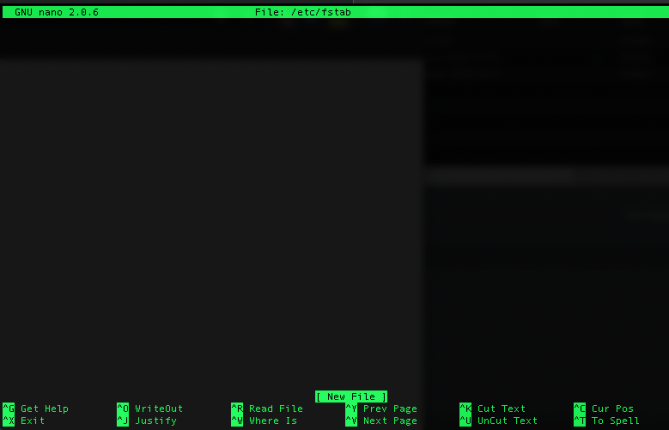 GNU nano 2.0.6 File: /etc/fstab
[ New File ]
^G Get Help ^O WriteOut ^R Read File ^Y Prev Page ^K Cut Text ^C Cur Pos
^X Exit ^J Justify ^W Where Is ^V Next Page ^U UnCut Text ^T To Spell